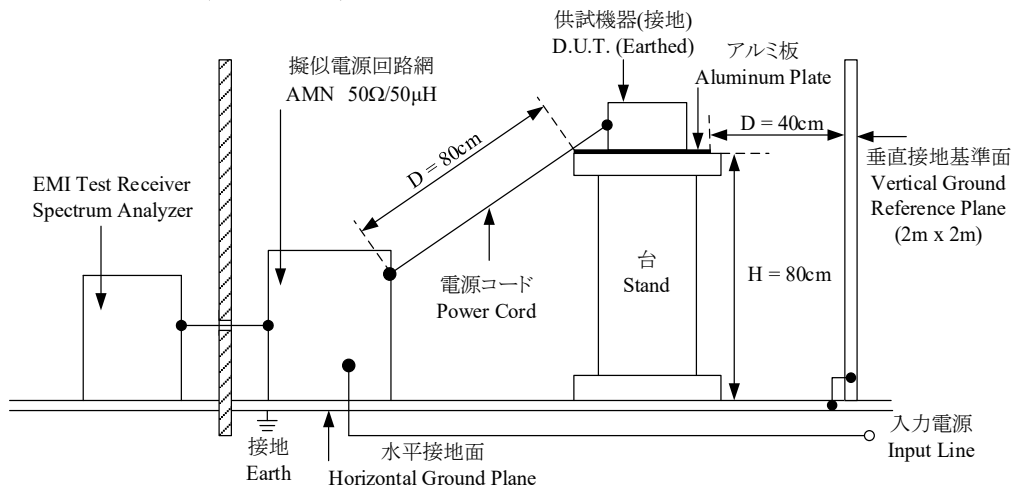 供試機器(接地)
D.U.T. (Earthed)
アルミ板
Aluminum Plate
擬似電源回路網
AMN 50Ω/50μH
D = 80cm
D = 40cm
垂直接地基準面
Vertical Ground
Reference Plane
(2m x 2m)
EMI Test Receiver
Spectrum Analyzer
台
Stand
H = 80cm
電源コード
Power Cord
接地
Earth
水平接地面
Horizontal Ground Plane
入力電源
Input Line